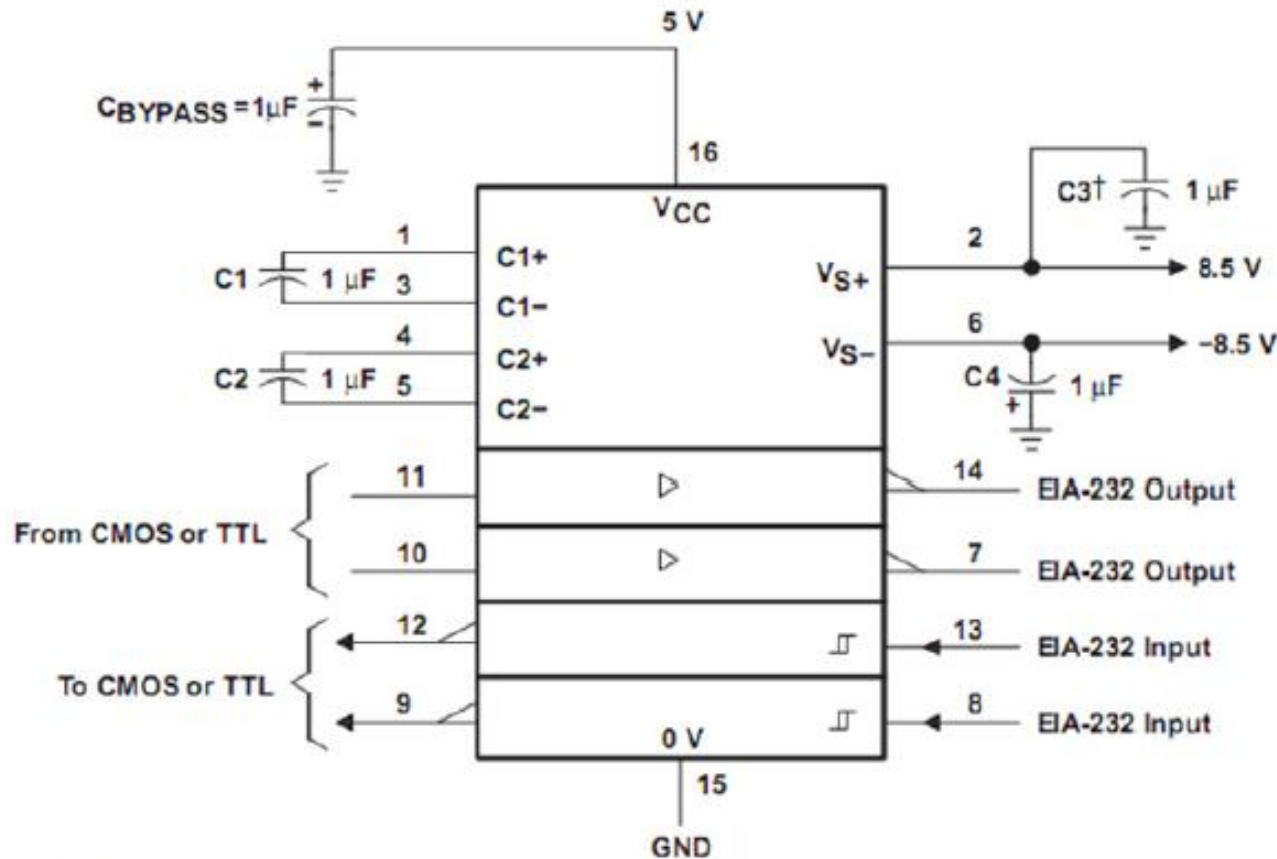 5 V
CBYPASS = 1μF
+
−
16
VCC
C3†
1 μF
1
C1+
2
VS+
8.5 V
C1
1 μF
3
C1−
4
C2+
6
VS−
−8.5 V
C2
1 μF
5
C2−
C4
1 μF
+
11
14
EIA-232 Output
From CMOS or TTL
10
7
EIA-232 Output
12
13
EIA-232 Input
To CMOS or TTL
9
8
EIA-232 Input
0 V
15
GND